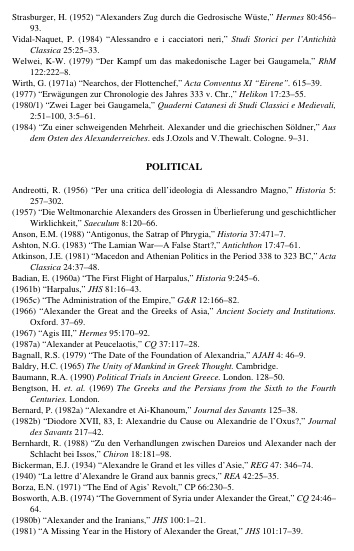 Strasburger, H. (1952) "Alexanders Zug durch die Gedrosische Wüste," Hermes 80:456–
93.
Vidal-Naquet, P. (1984) "Alessandro e i cacciatori neri," Studi Storici per l'Antichità
Classica 25:25–33.
Welwei, K-W. (1979) "Der Kampf um das makedonische Lager bei Gaugamela," RhM
122:222–8.
Wirth, G. (1971a) "Nearchos, der Flottenchef," Acta Conventus XI "Eirene". 615–39.
(1977) "Erwägungen zur Chronologie des Jahres 333 v. Chr.," Helikon 17:23–55.
(1980/1) "Zwei Lager bei Gaugamela," Quaderni Catanesi di Studi Classici e Medievali,
2:51–100, 3:5–61.
(1984) "Zu einer schweigenden Mehrheit. Alexander und die griechischen Söldner," Aus
dem Osten des Alexanderreiches. eds J.Ozols and V.Thewalt. Cologne. 9–31.
POLITICAL
Andreotti, R. (1956) "Per una critica dell'ideologia di Alessandro Magno," Historia 5:
257–302.
(1957) "Die Weltmonarchie Alexanders des Grossen in Überlieferung und geschichtlicher
Wirklichkeit," Saeculum 8:120–66.
Anson, E.M. (1988) "Antigonus, the Satrap of Phrygia," Historia 37:471–7.
Ashton, N.G. (1983) "The Lamian War—A False Start?," Antichthon 17:47–61.
Atkinson, J.E. (1981) "Macedon and Athenian Politics in the Period 338 to 323 BC," Acta
Classica 24:37–48.
Badian, E. (1960a) "The First Flight of Harpalus," Historia 9:245–6.
(1961b) "Harpalus," JHS 81:16–43.
(1965c) "The Administration of the Empire," G&R 12:166–82.
(1966) "Alexander the Great and the Greeks of Asia," Ancient Society and Institutions.
Oxford. 37–69.
(1967) "Agis III," Hermes 95:170–92.
(1987a) "Alexander at Peucelaotis," CQ 37:117–28.
Bagnall, R.S. (1979) "The Date of the Foundation of Alexandria," AJAH 4: 46–9.
Baldry, H.C. (1965) The Unity of Mankind in Greek Thought. Cambridge.
Baumann, R.A. (1990) Political Trials in Ancient Greece. London. 128–50.
Bengtson, H. et. al. (1969) The Greeks and the Persians from the Sixth to the Fourth
Centuries. London.
Bernard, P. (1982a) "Alexandre et Ai-Khanoum," Journal des Savants 125–38.
(1982b) "Diodore XVII, 83, I: Alexandrie du Cause ou Alexandrie de l'Oxus?," Journal
des Savants 217–42.
Bernhardt, R. (1988) "Zu den Verhandlungen zwischen Dareios und Alexander nach der
Schlacht bei Issos," Chiron 18:181–98.
Bickerman, E.J. (1934) "Alexandre le Grand et les villes d'Asie," REG 47: 346–74.
(1940) "La lettre d'Alexandre le Grand aux bannis grecs," REA 42:25–35.
Borza, E.N. (1971) "The End of Agis' Revolt," CP 66:230–5.
Bosworth, A.B. (1974) "The Government of Syria under Alexander the Great," CQ 24:46–
64.
(1980b) "Alexander and the Iranians," JHS 100:1–21.
(1981) "A Missing Year in the History of Alexander the Great," JHS 101:17–39.